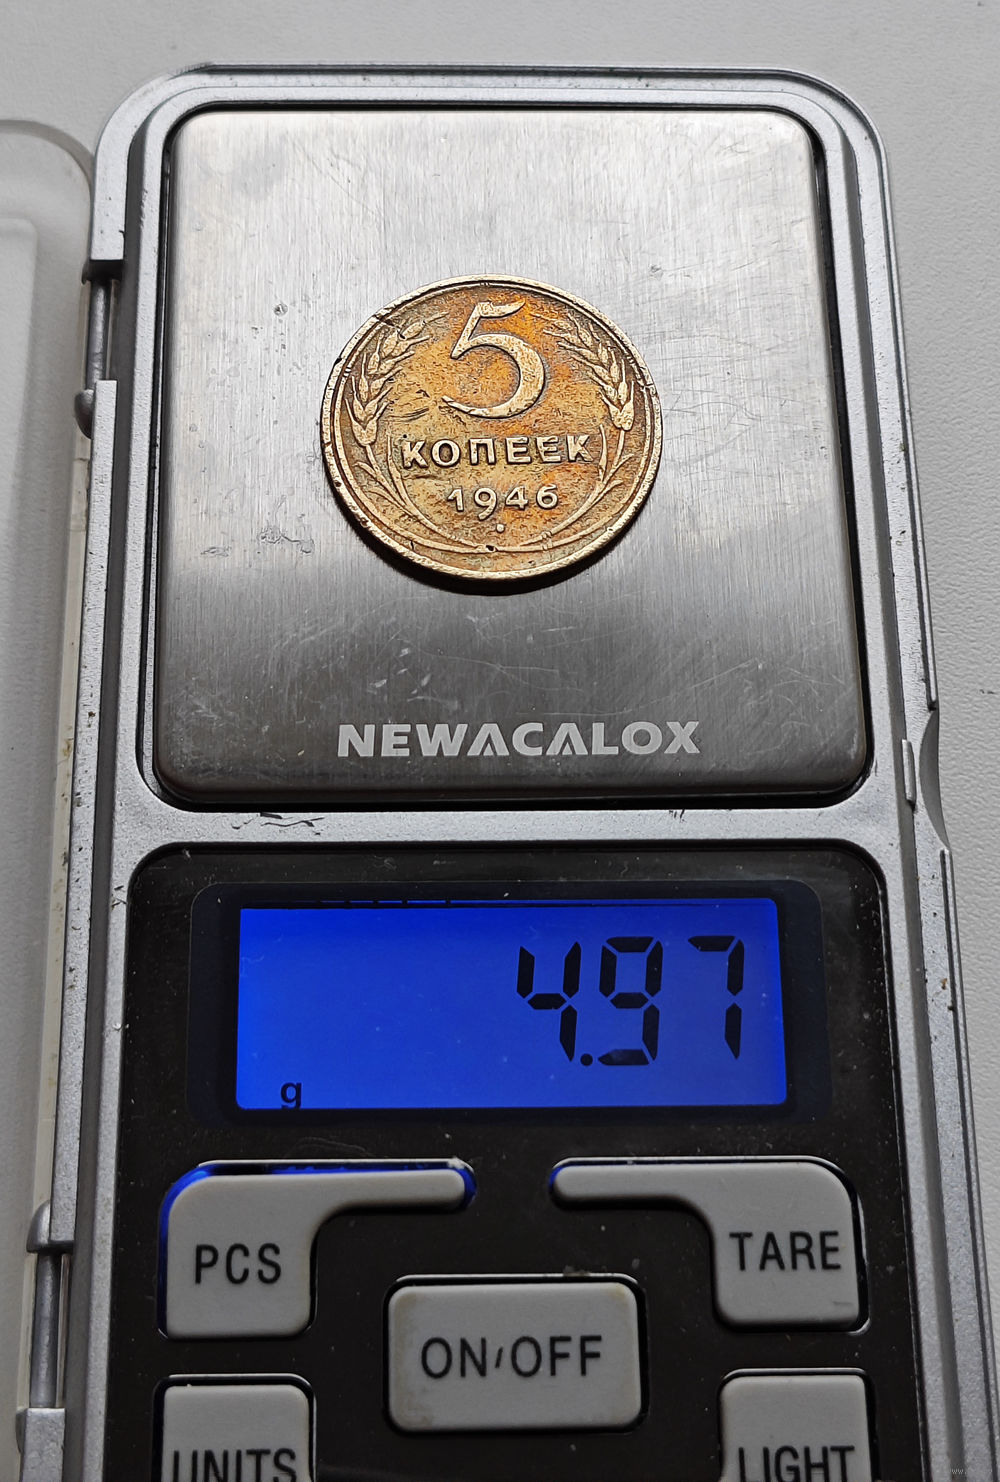 5
КОПЕЕК
1946
NEWACALOX
4.97
g
PCS
TARE
ON/OFF
UNITS
LIGHT